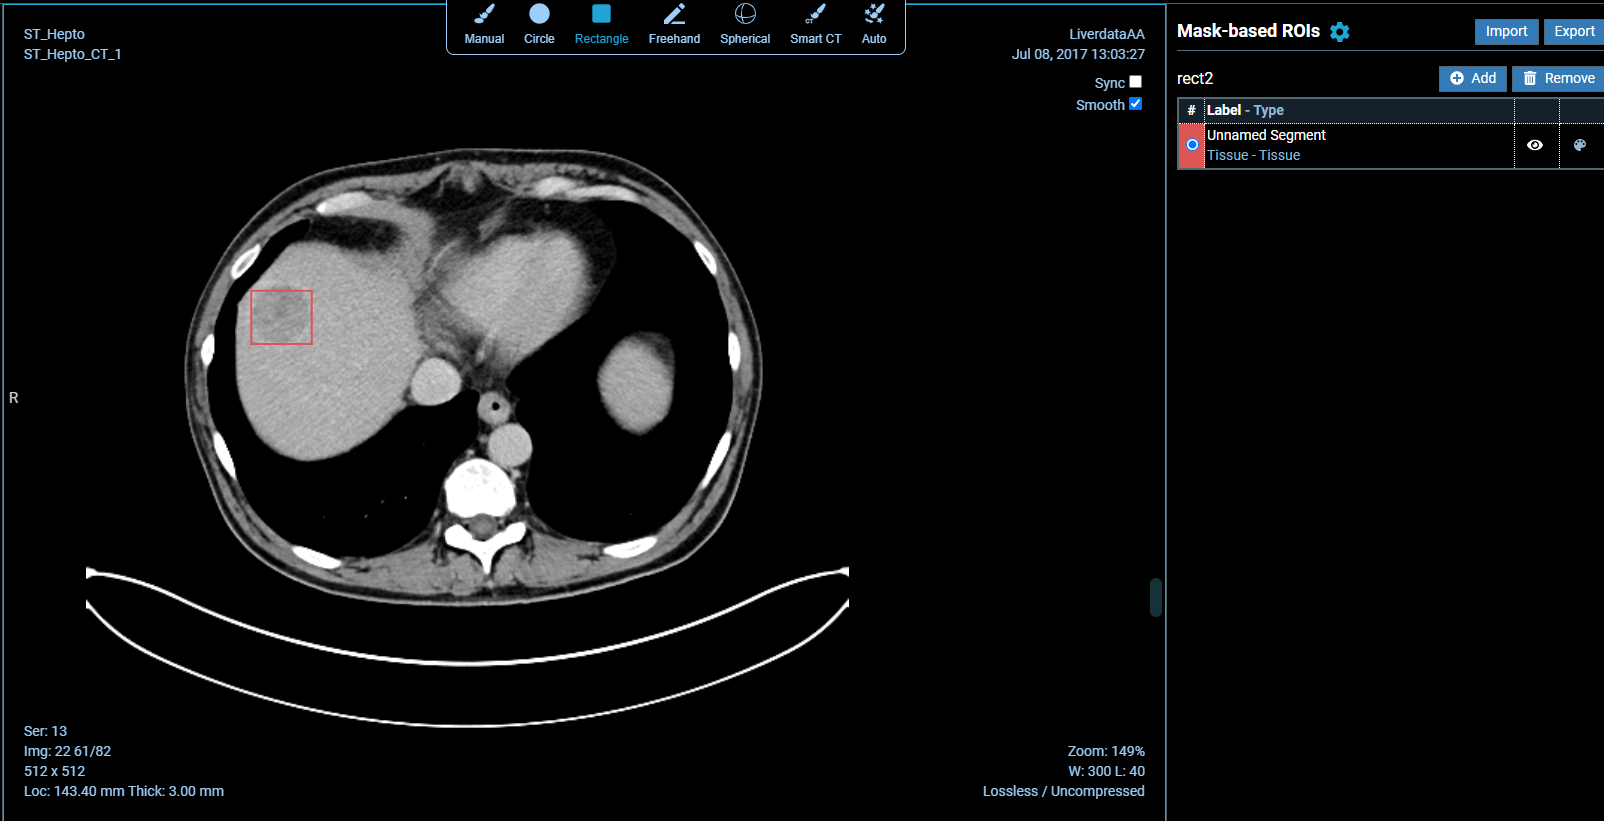 Manual Circle Rectangle Freehand Spherical Smart CT Auto
CT
ST_Hepto
ST_Hepto_CT_1
LiverdataAA
Jul 08, 2017 13:03:27
Sync
Smooth
R
Ser: 13
Img: 22 61/82
512 x 512
Loc: 143.40 mm Thick: 3.00 mm
Zoom: 149%
W: 300 L: 40
Lossless / Uncompressed
Mask-based ROIs Import Export
rect2 Add Remove
# Label - Type
Unnamed Segment
Tissue - Tissue